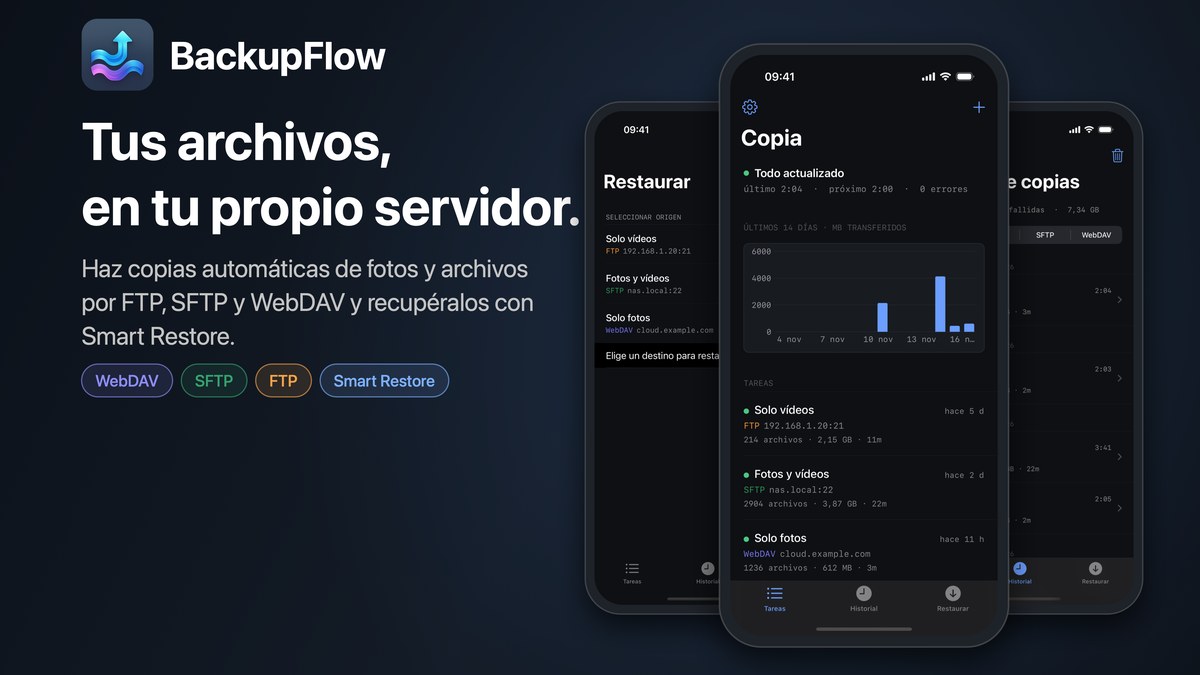 BackupFlow
Tus archivos,
en tu propio servidor.
Haz copias automáticas de fotos y archivos
por FTP, SFTP y WebDAV y recupéralos con
Smart Restore.
WebDAV
SFTP
FTP
Smart Restore
09:41
Restaurar
SELECCIONAR ORIGEN
Solo vídeos
FTP 192.168.1.20:21
Fotos y vídeos
SFTP nas.local:22
Solo fotos
WebDAV cloud.example.com
Elige un destino para resta
Tareas
Historial
09:41
Copia
Todo actualizado
último 2:04 · próximo 2:00 · 0 errores
ÚLTIMOS 14 DÍAS · MB TRANSFERIDOS
6000
4000
2000
0
4 nov 7 nov 10 nov 13 nov 16 n…
TAREAS
Solo vídeos
hace 5 d
FTP 192.168.1.20:21
214 archivos · 2,15 GB · 11m
Fotos y vídeos
hace 2 d
SFTP nas.local:22
2904 archivos · 3,87 GB · 22m
Solo fotos
hace 11 h
WebDAV cloud.example.com
1236 archivos · 612 MB · 3m
Tareas
Historial
Restaurar
e copias
fallidas · 7,34 GB
SFTP
WebDAV
2:04
· 3m
2:03
· 2m
3:41
· 22m
2:05
· 2m
Historial
Restaurar